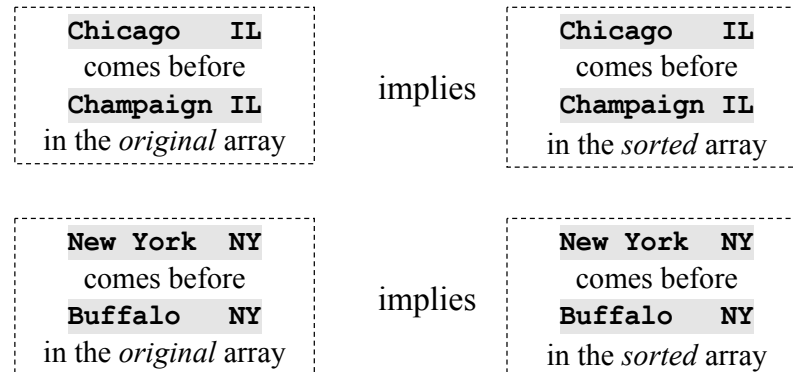 Chicago IL
comes before
Champaign IL
in the original array
implies
Chicago IL
comes before
Champaign IL
in the sorted array
New York NY
comes before
Buffalo NY
in the original array
implies
New York NY
comes before
Buffalo NY
in the sorted array